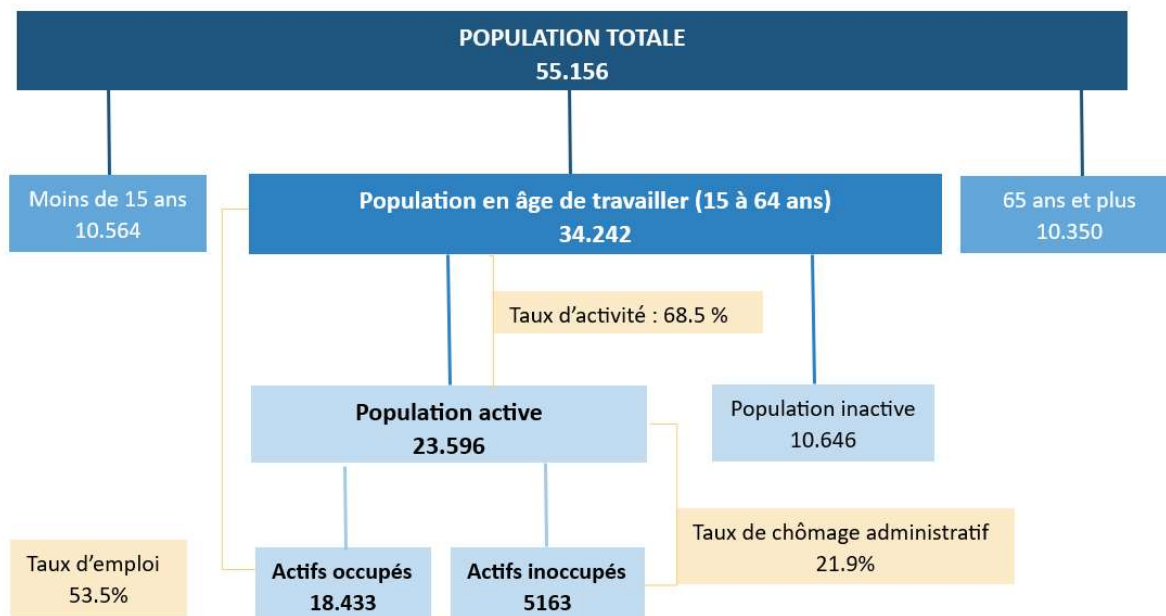 POPULATION TOTALE
55.156
Moins de 15 ans
10.564
Population en âge de travailler (15 à 64 ans)
34.242
65 ans et plus
10.350
Taux d'activité : 68.5 %
Population active
23.596
Population inactive
10.646
Taux de chômage administratif
21.9%
Taux d'emploi
53.5%
Actifs occupés
18.433
Actifs inoccupés
5163